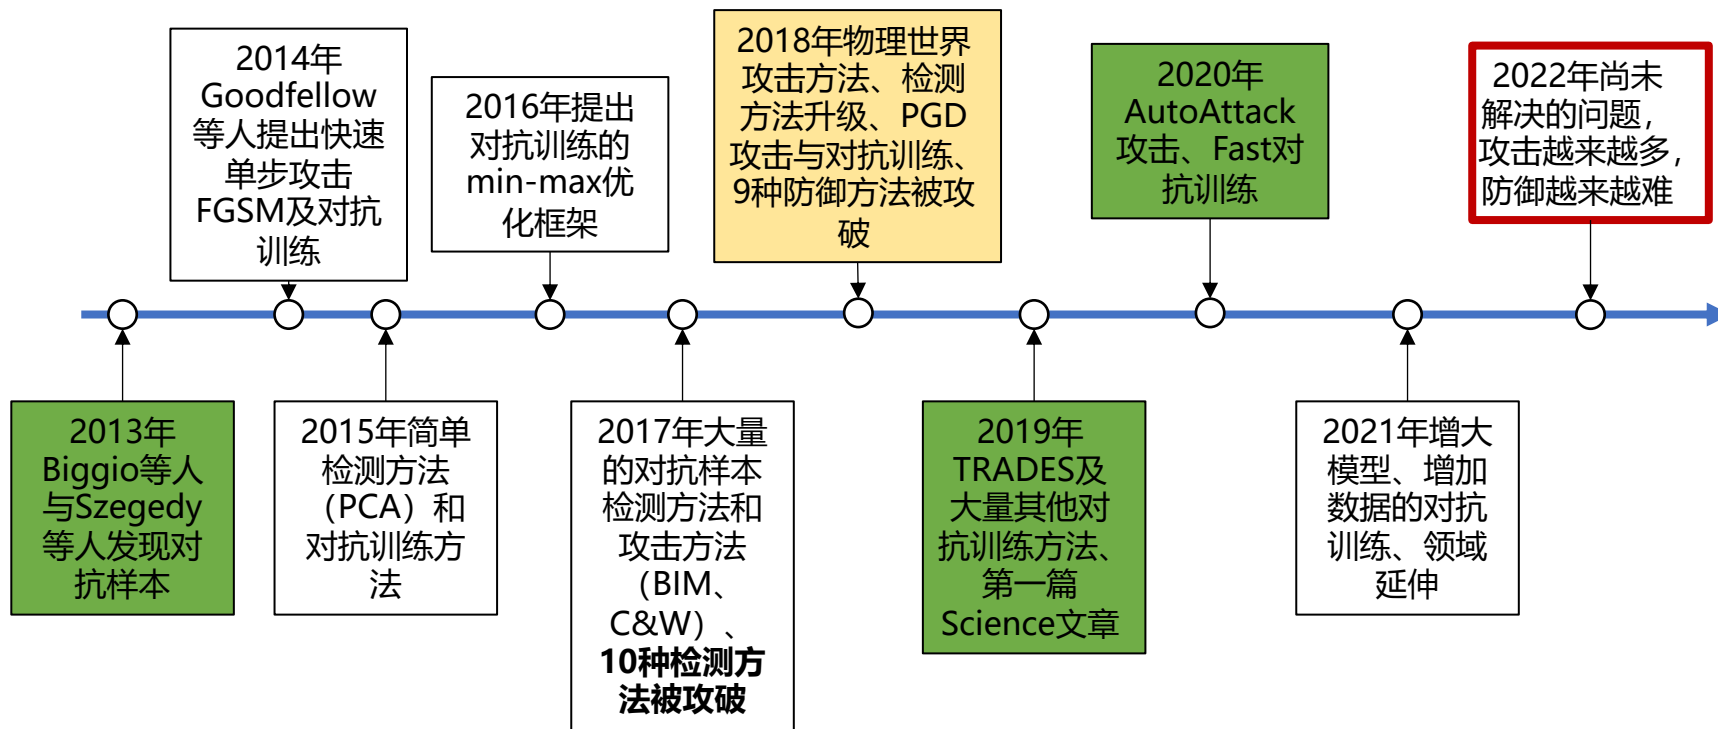 2014年
Goodfellow
等人提出快速
单步攻击
FGSM及对抗
训练
2016年提出
对抗训练的
min-max优
化框架
2018年物理世界
攻击方法、检测
方法升级、PGD
攻击与对抗训练、
9种防御方法被攻
破
2020年
AutoAttack
攻击、Fast对
抗训练
2022年尚未
解决的问题，
攻击越来越多，
防御越来越难
2013年
Biggio等人
与Szegedy
等人发现对
抗样本
2015年简单
检测方法
（PCA）和
对抗训练方
法
2017年大量
的对抗样本
检测方法和
攻击方法
（BIM、
C&W）、
10种检测方
法被攻破
2019年
TRADES及
大量其他对
抗训练方法、
第一篇
Science文章
2021年增大
模型、增加
数据的对抗
训练、领域
延伸